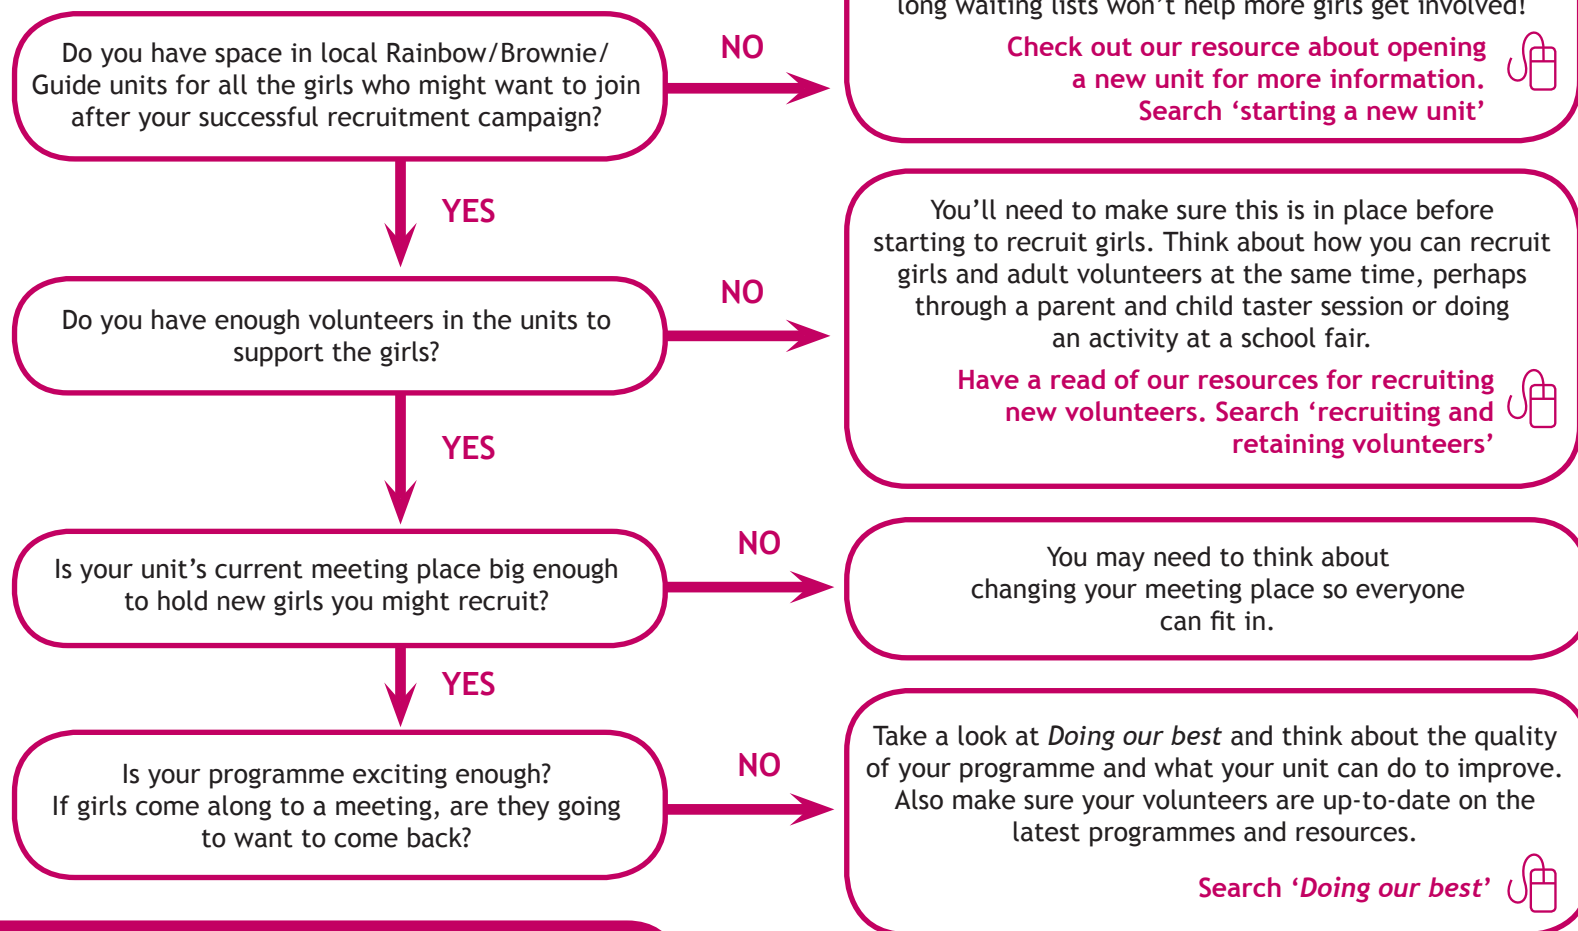 long waiting lists won’t help more girls get involved!
Check out our resource about opening
a new unit for more information.
Search ‘starting a new unit’
Do you have space in local Rainbow/Brownie/
Guide units for all the girls who might want to join
after your successful recruitment campaign?
NO
YES
Do you have enough volunteers in the units to
support the girls?
NO
You’ll need to make sure this is in place before
starting to recruit girls. Think about how you can recruit
girls and adult volunteers at the same time, perhaps
through a parent and child taster session or doing
an activity at a school fair.
Have a read of our resources for recruiting
new volunteers. Search ‘recruiting and
retaining volunteers’
YES
Is your unit’s current meeting place big enough
to hold new girls you might recruit?
NO
You may need to think about
changing your meeting place so everyone
can fit in.
YES
Is your programme exciting enough?
If girls come along to a meeting, are they going
to want to come back?
NO
Take a look at Doing our best and think about the quality
of your programme and what your unit can do to improve.
Also make sure your volunteers are up-to-date on the
latest programmes and resources.
Search ‘Doing our best’